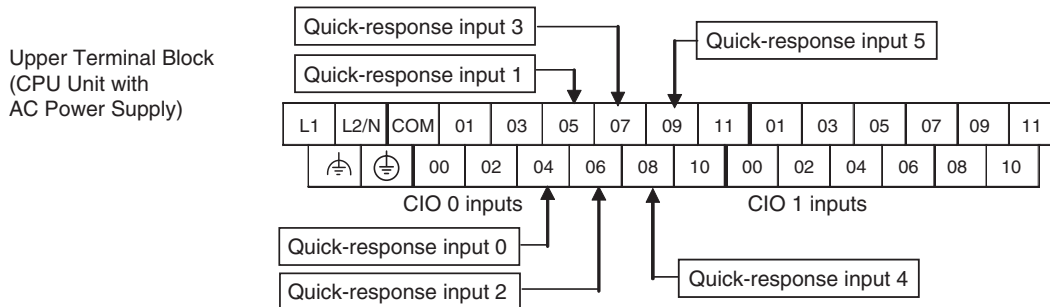 Quick-response input 3
Quick-response input 5
Upper Terminal Block
(CPU Unit with
AC Power Supply)
Quick-response input 1
L1 L2/N COM 01 03 05 07 09 11 01 03 05 07 09 11
00 02 04 06 08 10 00 02 04 06 08 10
CIO 0 inputs CIO 1 inputs
Quick-response input 0
Quick-response input 2
Quick-response input 4